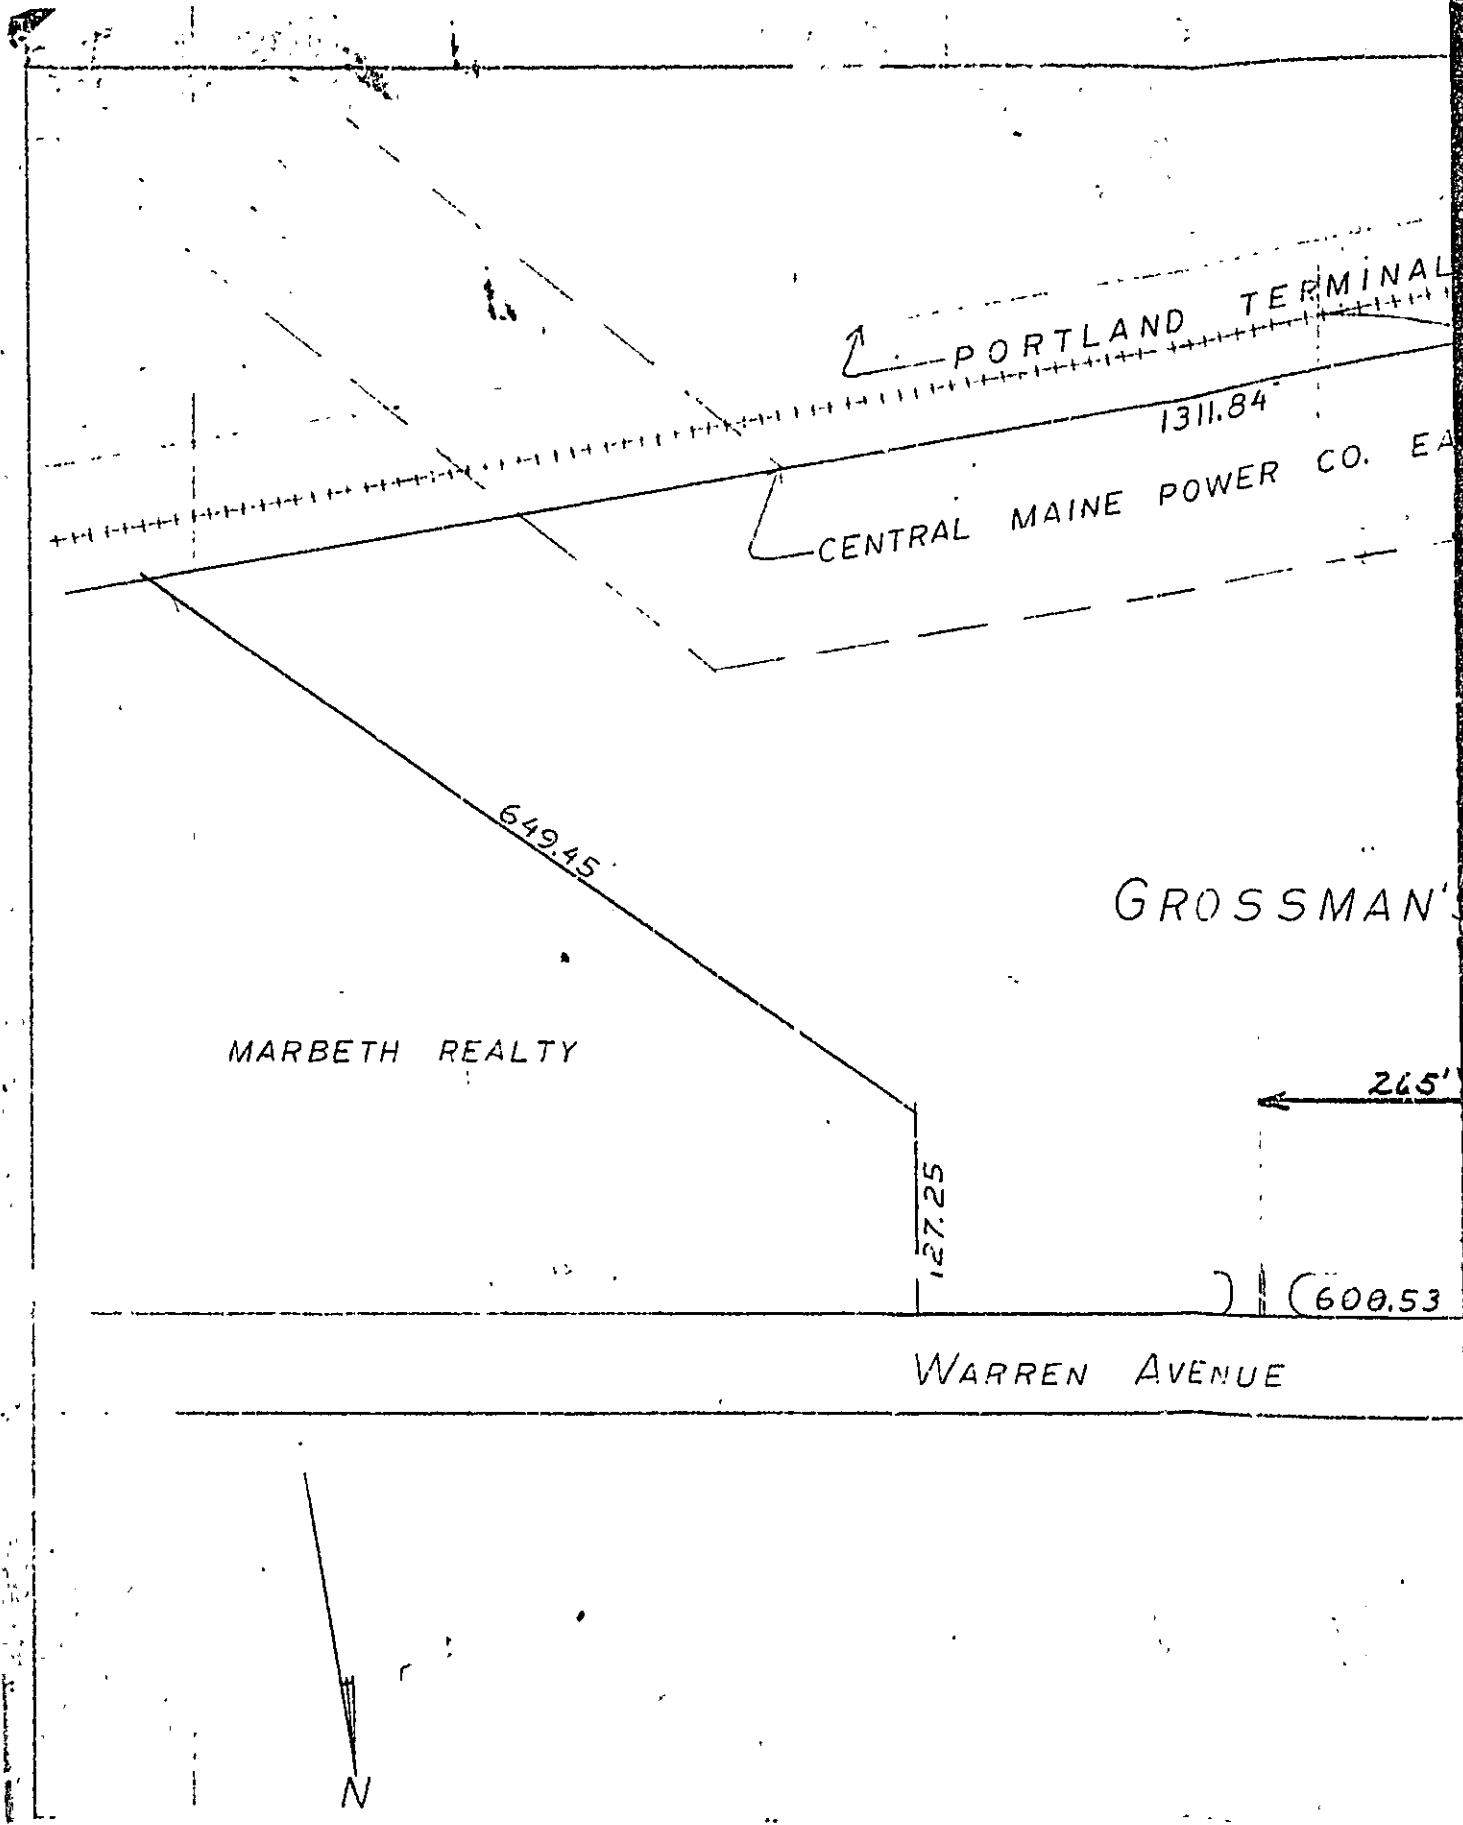 PORTLAND TERMINAL
1311.84
CENTRAL MAINE POWER CO. EA
649.45
GROSSMAN'S
MARBETH REALTY
265'
127.25
600.53
WARREN AVENUE
N